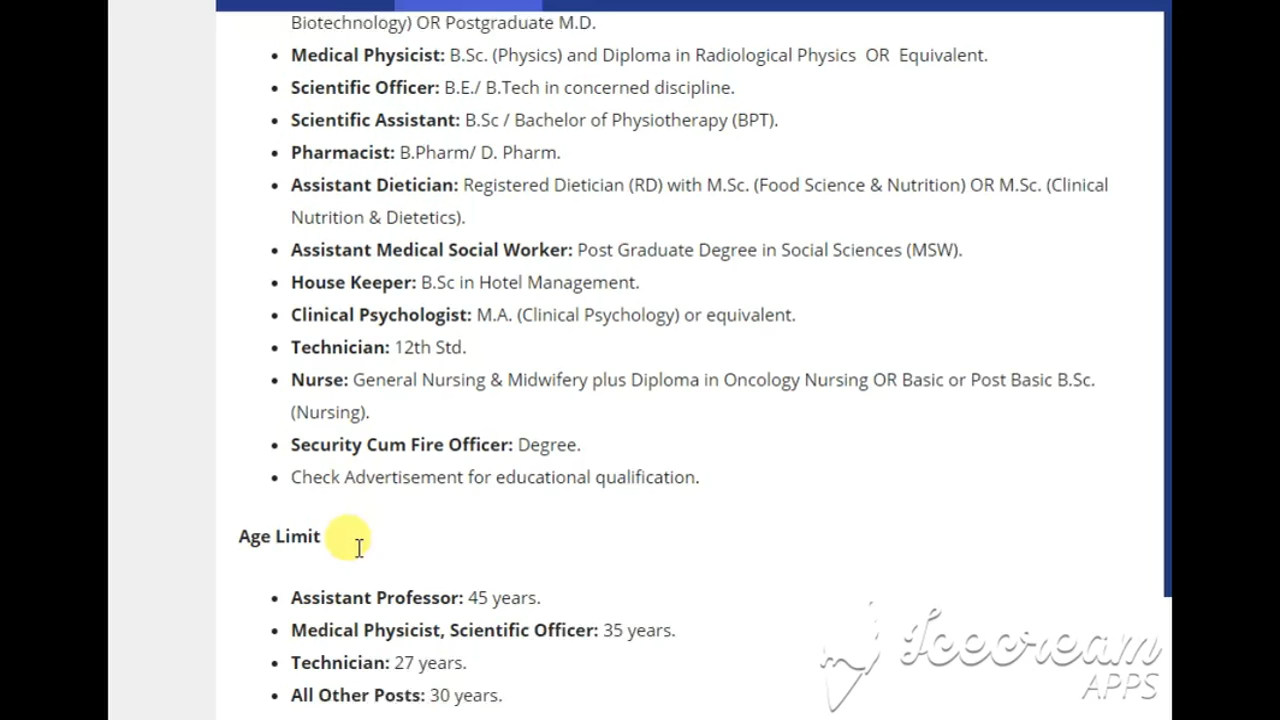 Biotechnology) OR Postgraduate M.D.
• Medical Physicist: B.Sc. (Physics) and Diploma in Radiological Physics OR Equivalent.
• Scientific Officer: B.E./ B.Tech in concerned discipline.
• Scientific Assistant: B.Sc / Bachelor of Physiotherapy (BPT).
• Pharmacist: B.Pharm/ D. Pharm.
• Assistant Dietician: Registered Dietician (RD) with M.Sc. (Food Science & Nutrition) OR M.Sc. (Clinical
Nutrition & Dietetics).
• Assistant Medical Social Worker: Post Graduate Degree in Social Sciences (MSW).
• House Keeper: B.Sc in Hotel Management.
• Clinical Psychologist: M.A. (Clinical Psychology) or equivalent.
• Technician: 12th Std.
• Nurse: General Nursing & Midwifery plus Diploma in Oncology Nursing OR Basic or Post Basic B.Sc.
(Nursing).
• Security Cum Fire Officer: Degree.
• Check Advertisement for educational qualification.
Age Limit
• Assistant Professor: 45 years.
• Medical Physicist, Scientific Officer: 35 years.
• Technician: 27 years.
• All Other Posts: 30 years.
Icecream
APPS